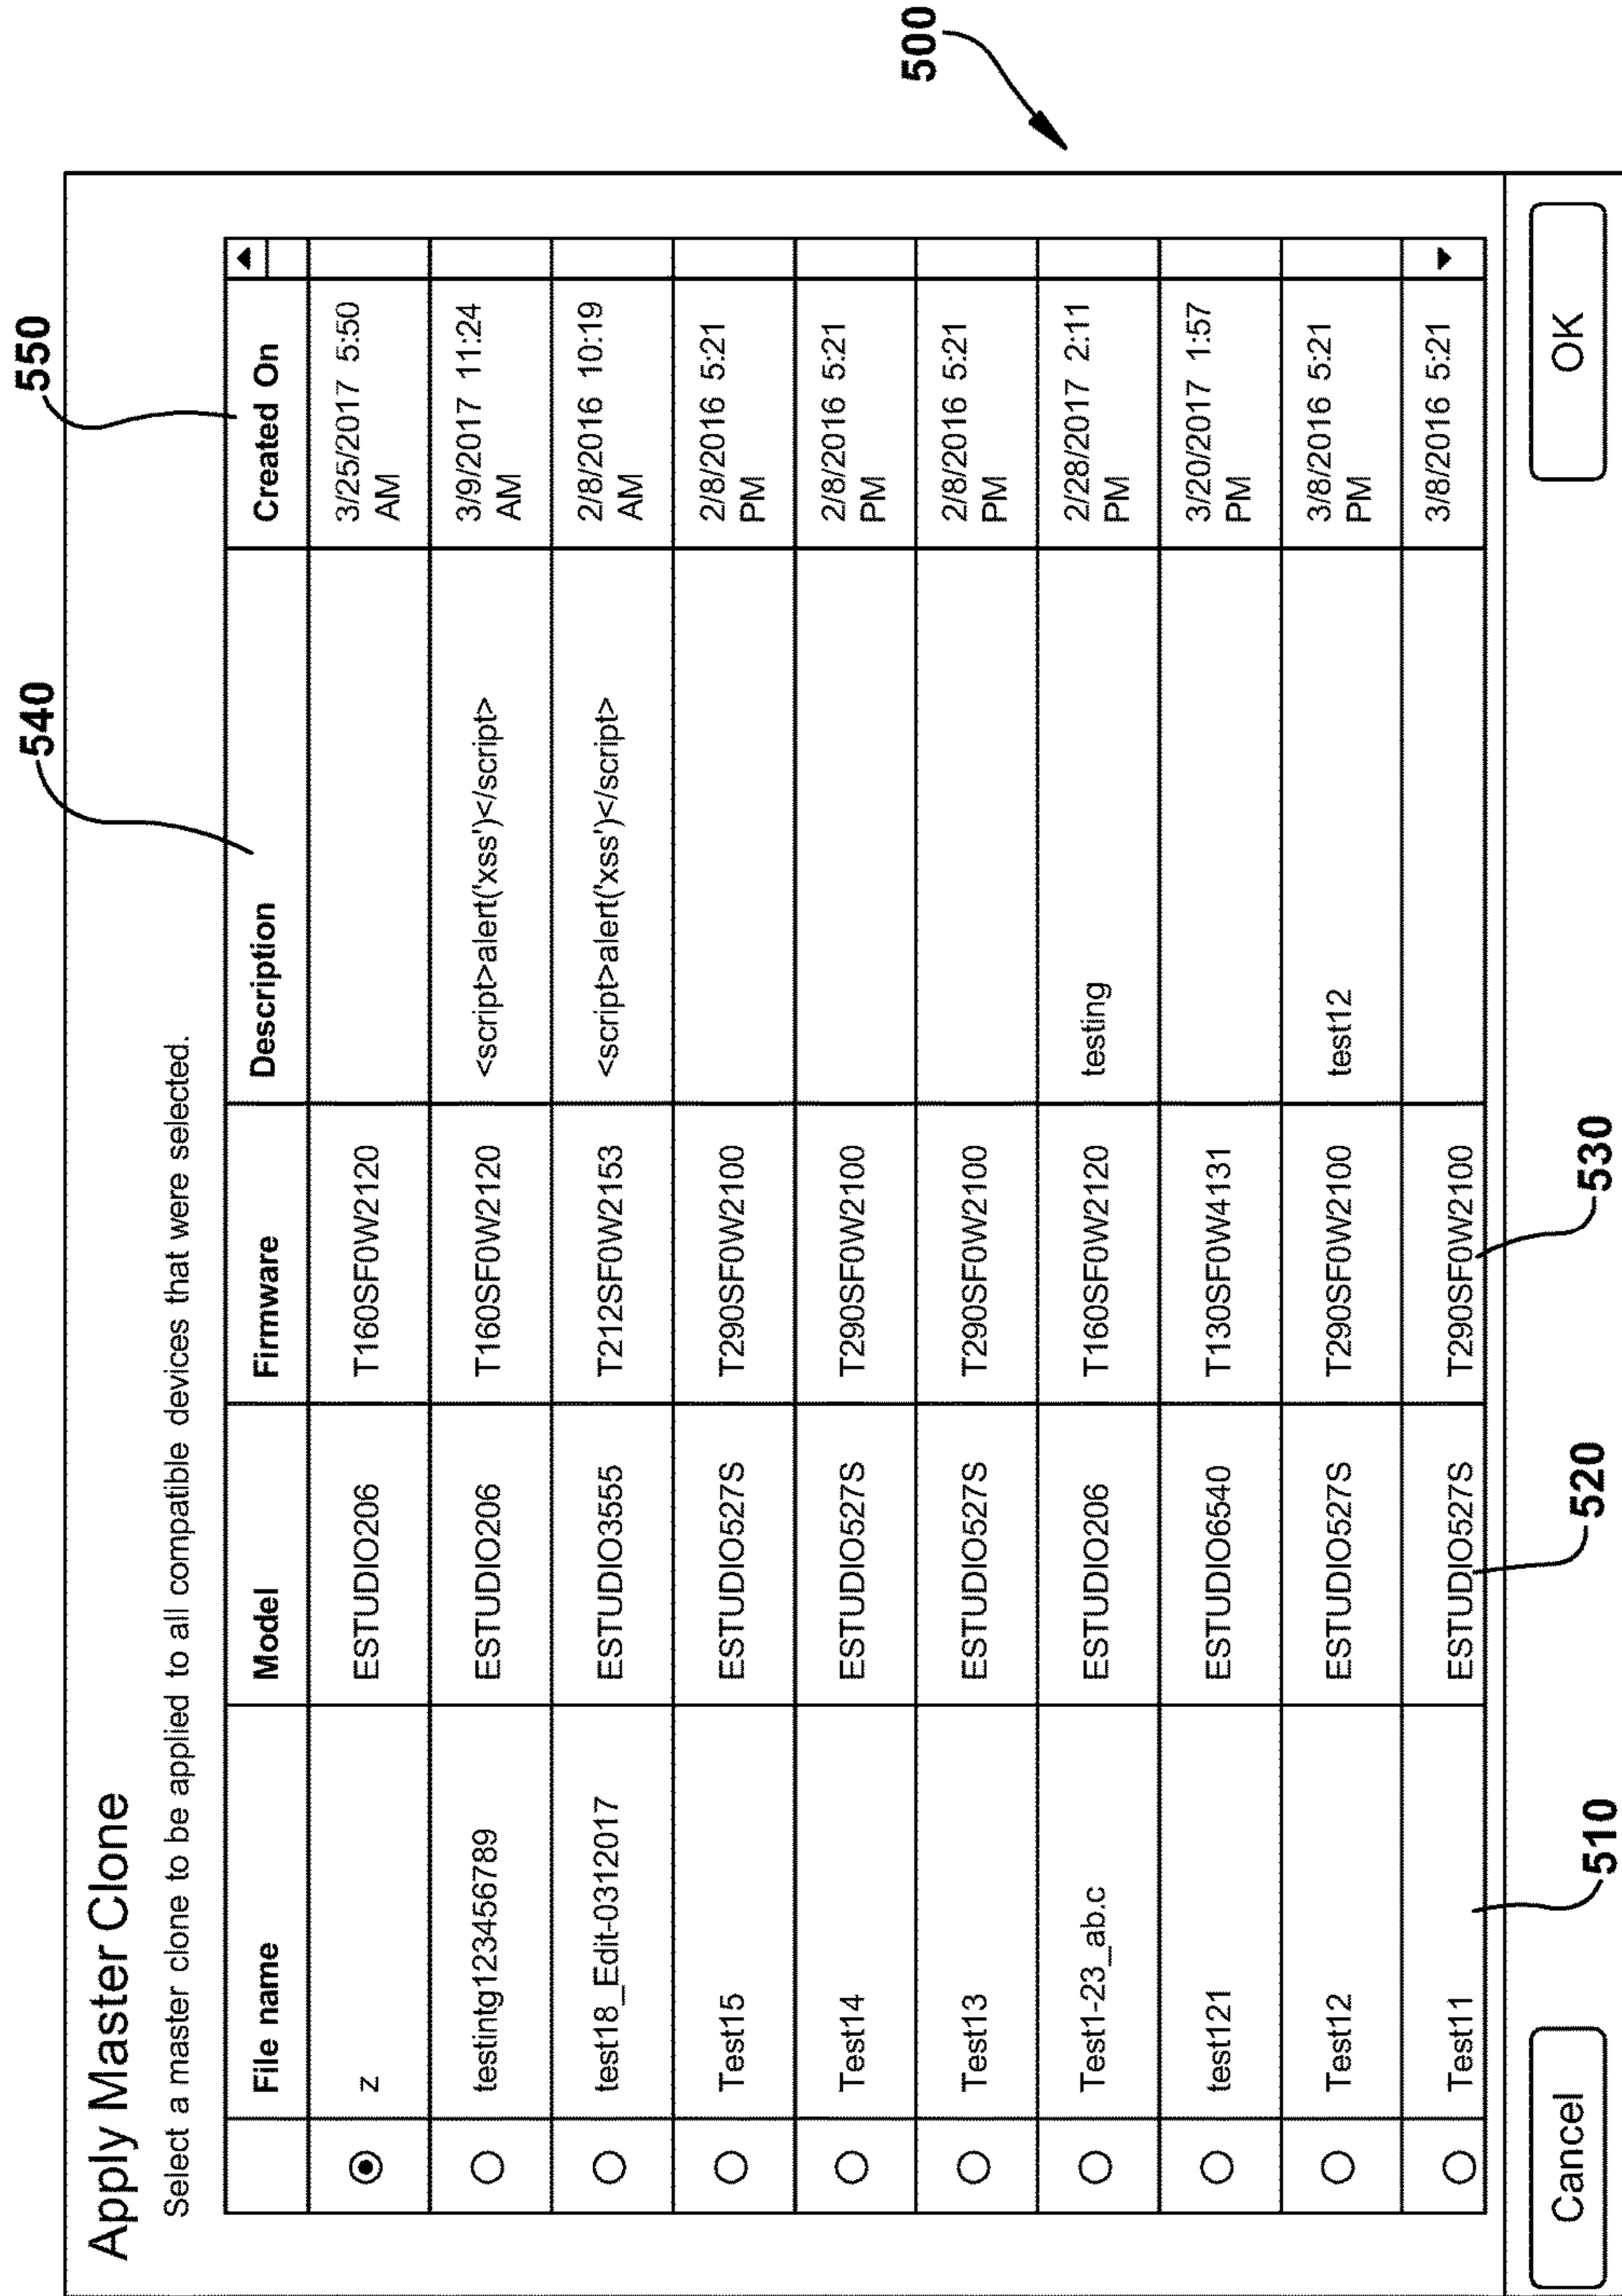 500
550
540
Apply Master Clone
Select a master clone to be applied to all compatible devices that were selected.
File name Model Firmware Description Created On
z ESTUDIO206 T160SF0W2120 3/25/2017 5:50
AM
testintg123456789 ESTUDIO206 T160SF0W2120 <script>alert('xss')</script> 3/9/2017 11:24
AM
test18_Edit-0312017 ESTUDIO3555 T212SF0W2153 <script>alert('xss')</script> 2/8/2016 10:19
AM
Test15 ESTUDIO527S T290SF0W2100 2/8/2016 5:21
PM
Test14 ESTUDIO527S T290SF0W2100 2/8/2016 5:21
PM
Test13 ESTUDIO527S T290SF0W2100 2/8/2016 5:21
PM
Test1-23_ab.c ESTUDIO206 T160SF0W2120 testing 2/28/2017 2:11
PM
test121 ESTUDIO6540 T130SF0W4131 3/20/2017 1:57
PM
Test12 ESTUDIO527S T290SF0W2100 test12 3/8/2016 5:21
PM
Test11 ESTUDIO527S T290SF0W2100 3/8/2016 5:21
Cancel OK
510 520 530